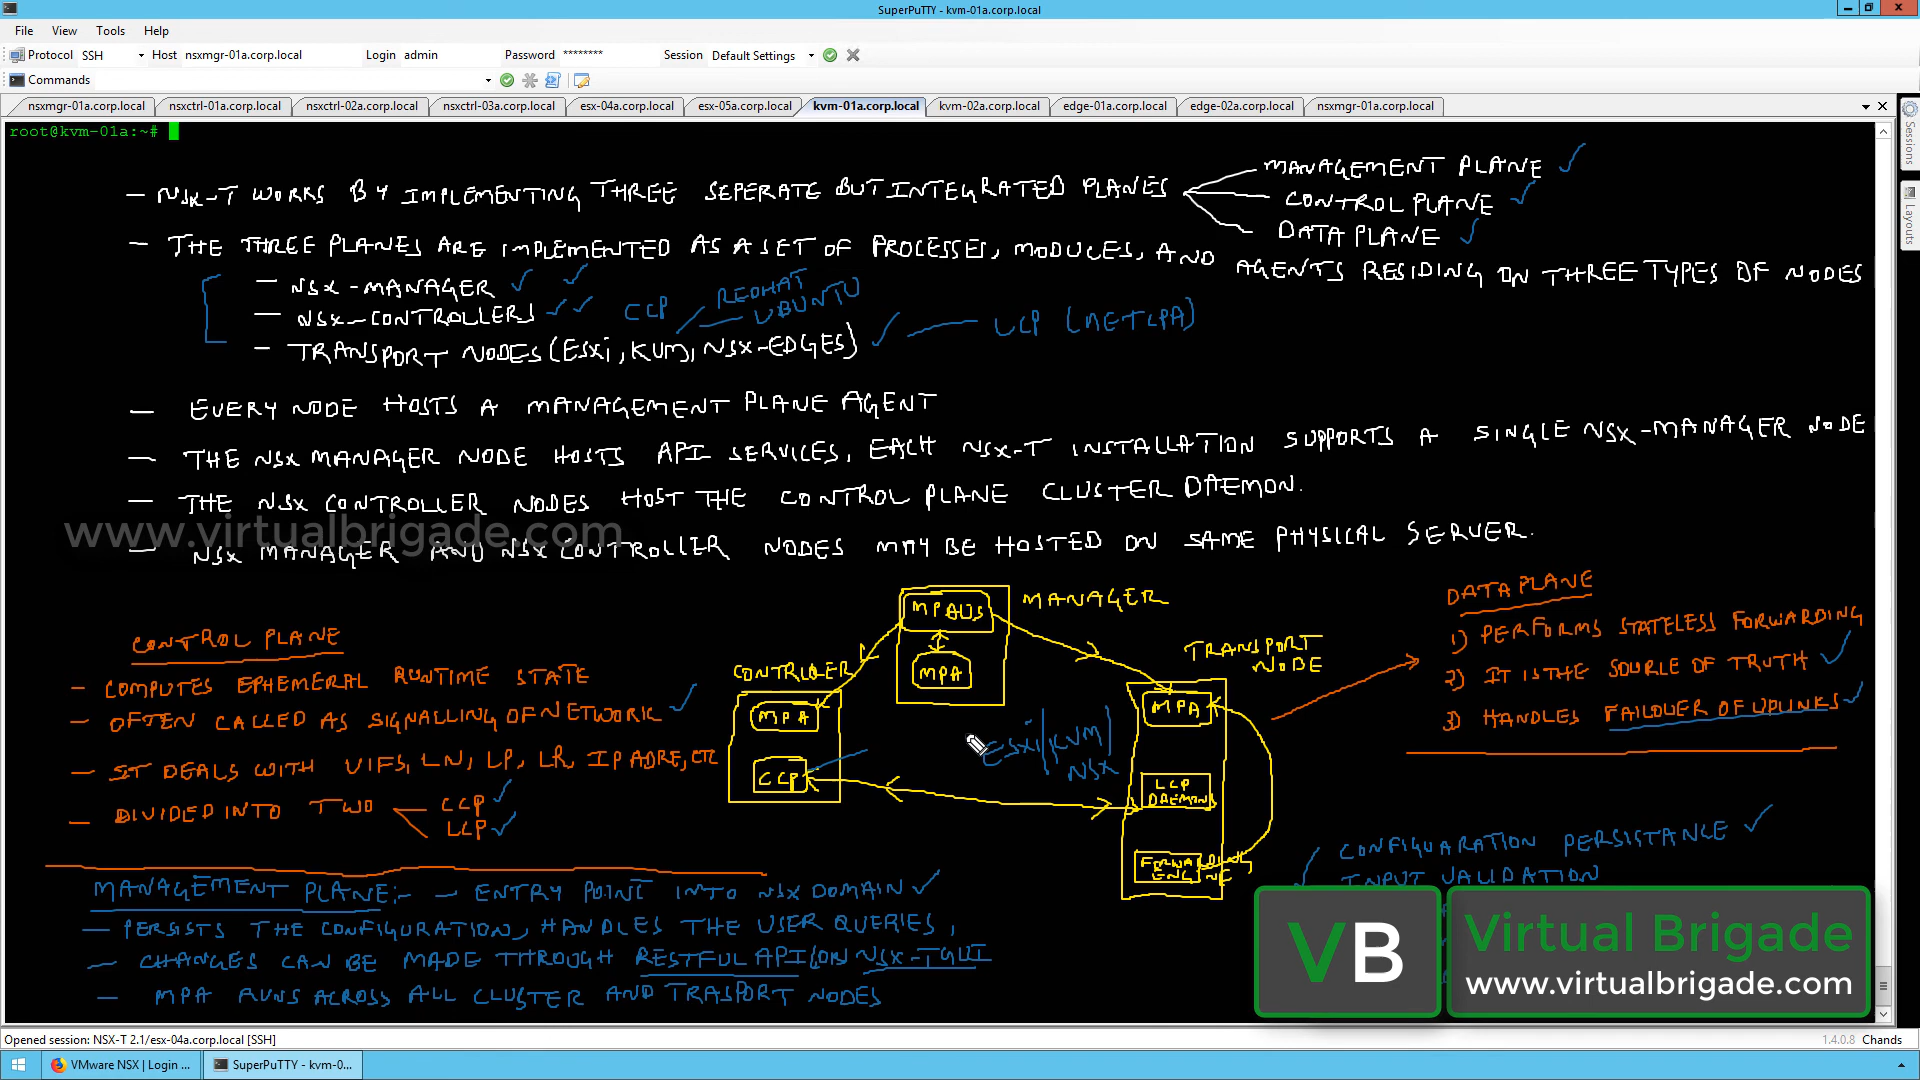 SuperPuTTY - kvm-01a.corp.local
File View Tools Help
Protocol SSH Host nsxmgr-01a.corp.local Login admin Password ******** Session Default Settings
Commands
nsxmgr-01a.corp.local nsxctrl-01a.corp.local nsxctrl-02a.corp.local nsxctrl-03a.corp.local esx-04a.corp.local esx-05a.corp.local kvm-01a.corp.local kvm-02a.corp.local edge-01a.corp.local edge-02a.corp.local nsxmgr-01a.corp.local
Sessions
Layouts
root@kvm-01a:~#
- NSX-T WORKS BY IMPLEMENTING THREE SEPERATE BUT INTEGRATED PLANES
MANAGEMENT PLANE ✓
CONTROL PLANE ✓
DATA PLANE ✓
- THE THREE PLANES ARE IMPLEMENTED AS A SET OF PROCESSES, MODULES, AND AGENTS RESIDING ON THREE TYPES OF NODES
- NSX-MANAGER ✓ ✓
- NSX-CONTROLLERS ✓ ✓ CCP
REDHAT
UBUNTU
- TRANSPORT NODES (ESXi, KVM, NSX-EDGES) ✓ — LCP (NETCPA)
- EVERY NODE HOSTS A MANAGEMENT PLANE AGENT
- THE NSX MANAGER NODE HOSTS API SERVICES, EACH NSX-T INSTALLATION SUPPORTS A SINGLE NSX-MANAGER NODE
- THE NSX CONTROLLER NODES HOST THE CONTROL PLANE CLUSTER DAEMON.
www.virtualbrigade.com
- NSX MANAGER AND NSX CONTROLLER NODES MAY BE HOSTED ON SAME PHYSICAL SERVER.
CONTROL PLANE
- COMPUTES EPHEMERAL RUNTIME STATE
- OFTEN CALLED AS SIGNALLING OF NETWORK ✓
- IT DEALS WITH VIFS, LN, LP, LR, IP ADRE, ETC
- DIVIDED INTO TWO
CCP ✓
LCP ✓
MANAGER
MPA
CONTROLLER
MPA
CCP
TRANSPORT
NODE
MPA
LCP
DAEMONS
FORWARDING
ENGINE
ESXi|KVM|
NSX
DATA PLANE
1) PERFORMS STATELESS FORWARDING
2) IT IS THE SOURCE OF TRUTH ✓
3) HANDLES FAILOVER OF UPLINKS ✓
MANAGEMENT PLANE:- - ENTRY POINT INTO NSX DOMAIN ✓
- PERSISTS THE CONFIGURATION, HANDLES THE USER QUERIES,
- CHANGES CAN BE MADE THROUGH RESTFUL API (OR) NSX-T GUI
- MPA RUNS ACROSS ALL CLUSTER AND TRASPORT NODES
✓ CONFIGUARATION PERSISTANCE ✓
INPUT VALIDATION
VB
Virtual Brigade
www.virtualbrigade.com
Opened session: NSX-T 2.1/esx-04a.corp.local [SSH]
1.4.0.8 Chands
VMware NSX | Login ...
SuperPuTTY - kvm-0...